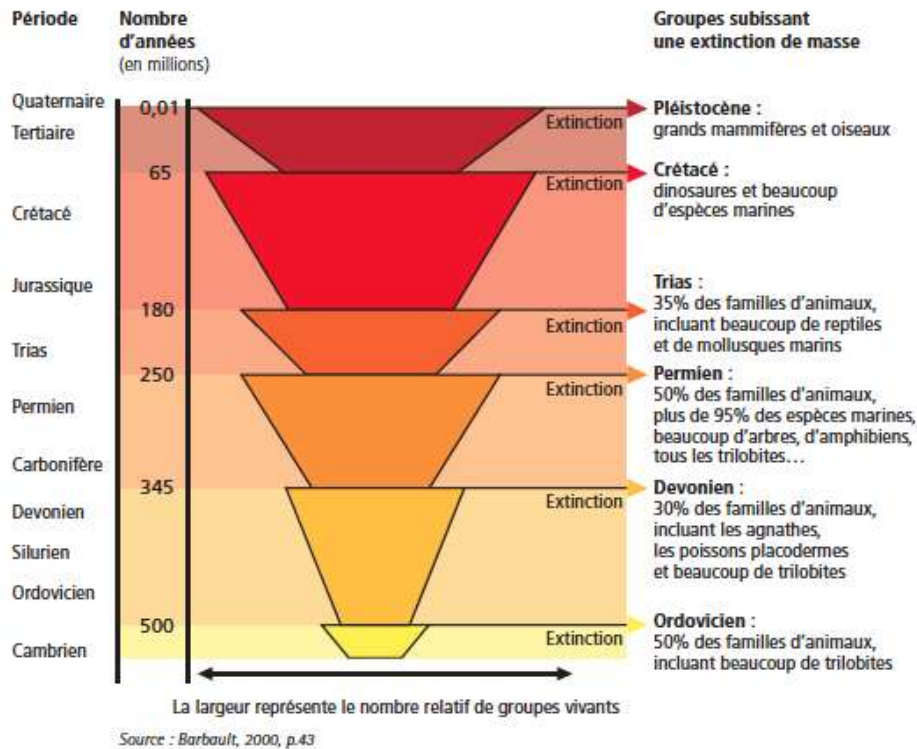 Période
Nombre
d'années
(en millions)
Groupes subissant
une extinction de masse
Quaternaire
Tertiaire
Crétacé
Jurassique
Trias
Permien
Carbonifère
Devonien
Silurien
Ordovicien
Cambrien
0,01
65
180
250
345
500
Extinction
Extinction
Extinction
Extinction
Extinction
Extinction
Pléistocène :
grands mammifères et oiseaux
Crétacé :
dinosaures et beaucoup
d'espèces marines
Trias :
35% des familles d'animaux,
incluant beaucoup de reptiles
et de mollusques marins
Permien :
50% des familles d'animaux,
plus de 95% des espèces marines,
beaucoup d'arbres, d'amphibiens,
tous les trilobites...
Devonien :
30% des familles d'animaux,
incluant les agnathes,
les poissons placodermes
et beaucoup de trilobites
Ordovicien :
50% des familles d'animaux,
incluant beaucoup de trilobites
La largeur représente le nombre relatif de groupes vivants
Source : Barbault, 2000, p.43